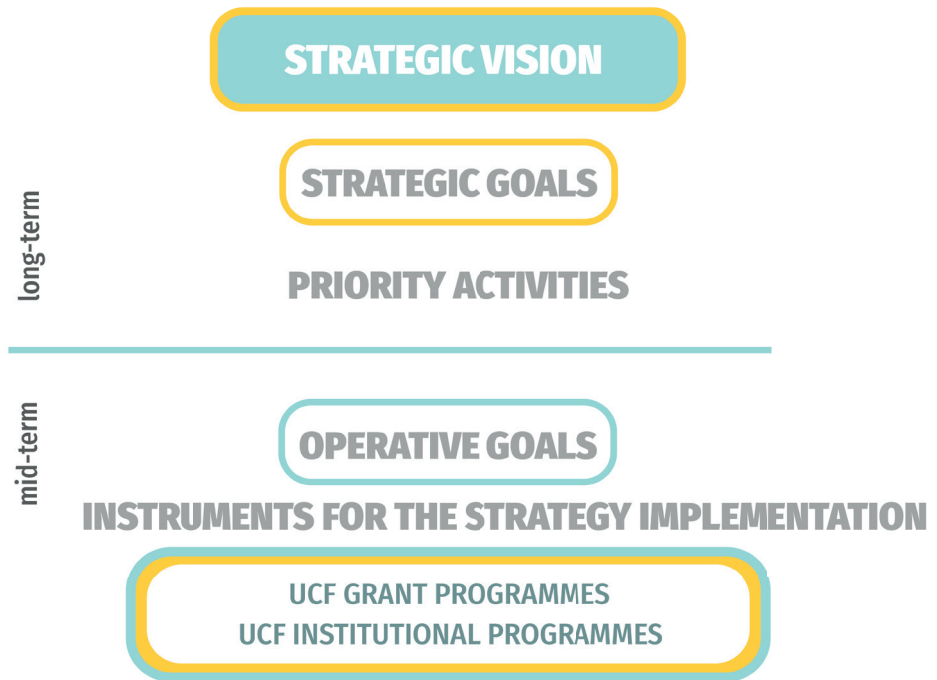 STRATEGIC VISION
STRATEGIC GOALS
long-term
PRIORITY ACTIVITIES
mid-term
OPERATIVE GOALS
INSTRUMENTS FOR THE STRATEGY IMPLEMENTATION
UCF GRANT PROGRAMMES
UCF INSTITUTIONAL PROGRAMMES